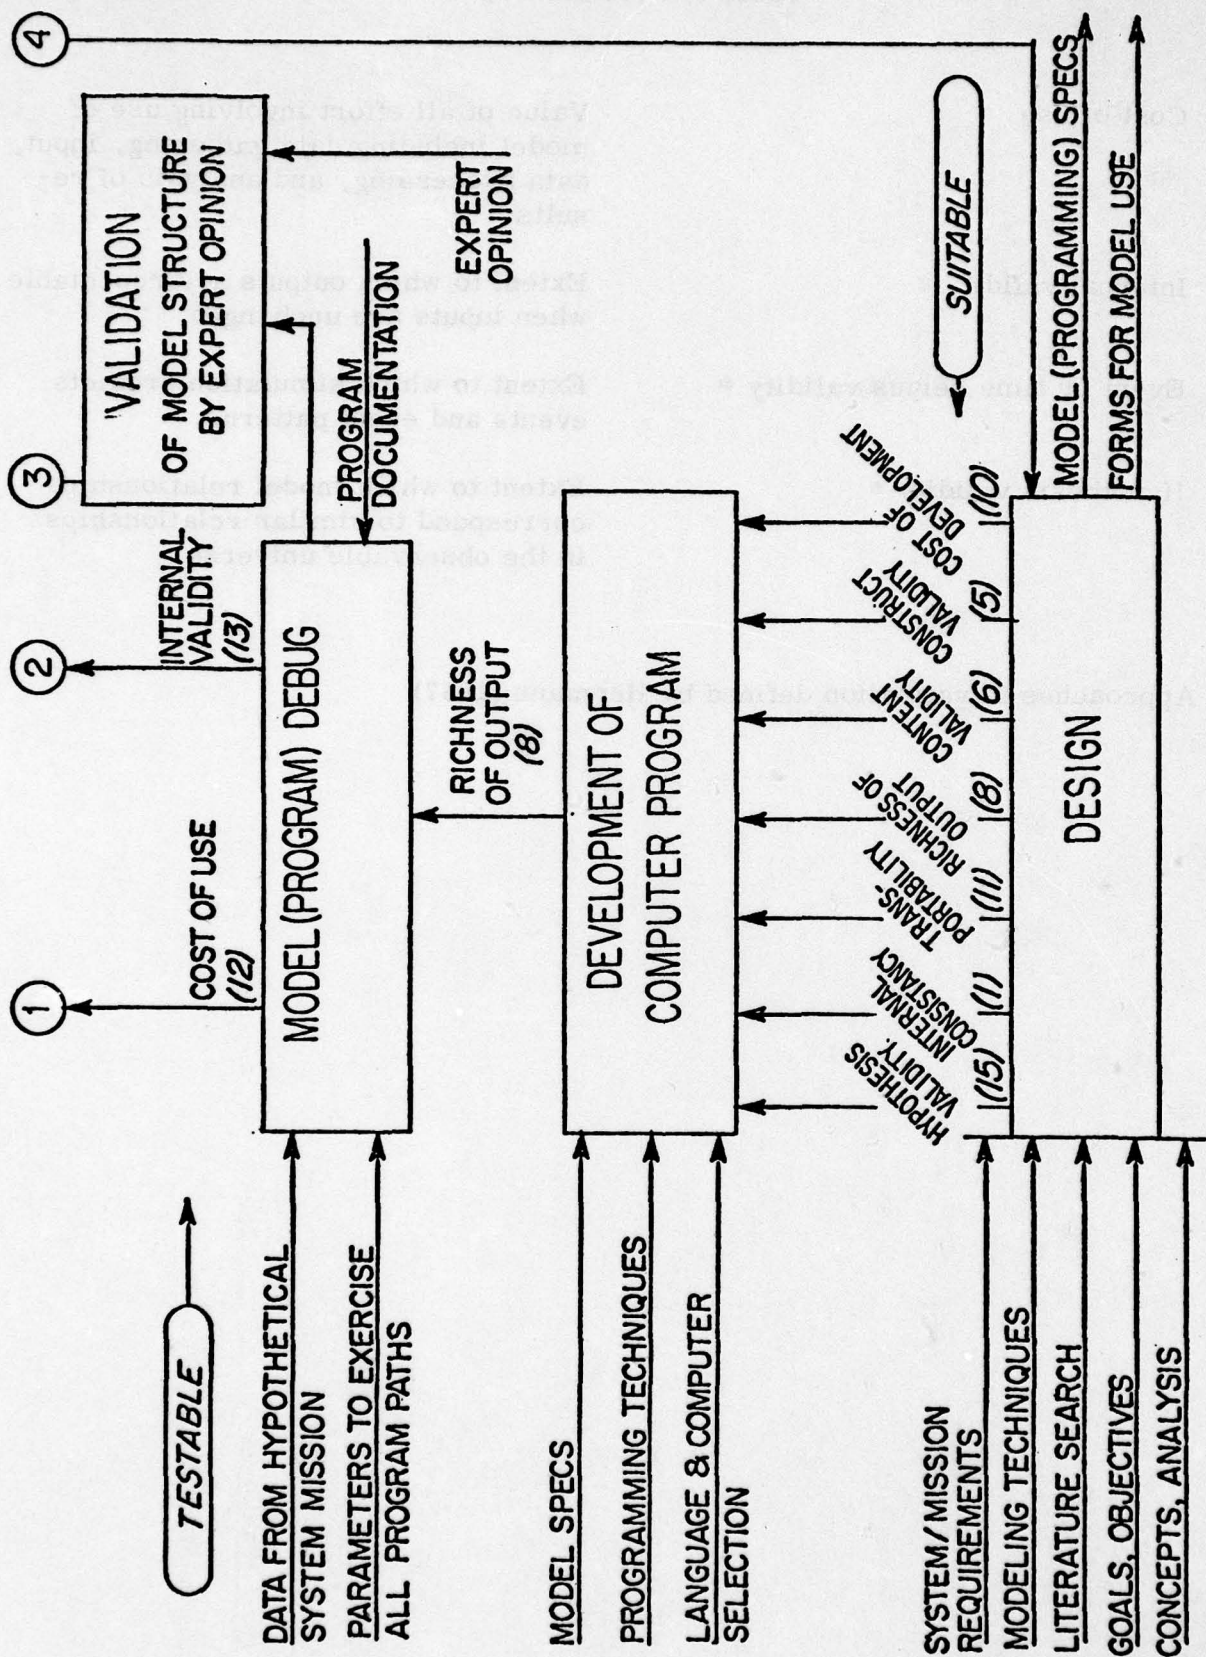 4
3
2
1
'VALIDATION
OF MODEL STRUCTURE
BY EXPERT OPINION
EXPERT
OPINION
PROGRAM
DOCUMENTATION
INTERNAL
VALIDITY
(13)
COST OF USE
(12)
MODEL (PROGRAM) DEBUG
TESTABLE
DATA FROM HYPOTHETICAL
SYSTEM MISSION
PARAMETERS TO EXERCISE
ALL PROGRAM PATHS
RICHNESS
OF OUTPUT
(8)
DEVELOPMENT OF
COMPUTER PROGRAM
MODEL SPECS
PROGRAMMING TECHNIQUES
LANGUAGE & COMPUTER
SELECTION
SUITABLE
HYPOTHESIS
VALIDITY.
(15)
INTERNAL
CONSISTANCY
(1)
TRANS-
PORTABILITY
(11)
RICHNESS OF
OUTPUT
(8)
CONTENT
VALIDITY
(6)
CONSTRUCT
VALIDITY
(5)
COST OF
DEVELOPMENT
(10)
DESIGN
MODEL (PROGRAMMING) SPECS
FORMS FOR MODEL USE
SYSTEM/MISSION
REQUIREMENTS
MODELING TECHNIQUES
LITERATURE SEARCH
GOALS, OBJECTIVES
CONCEPTS, ANALYSIS